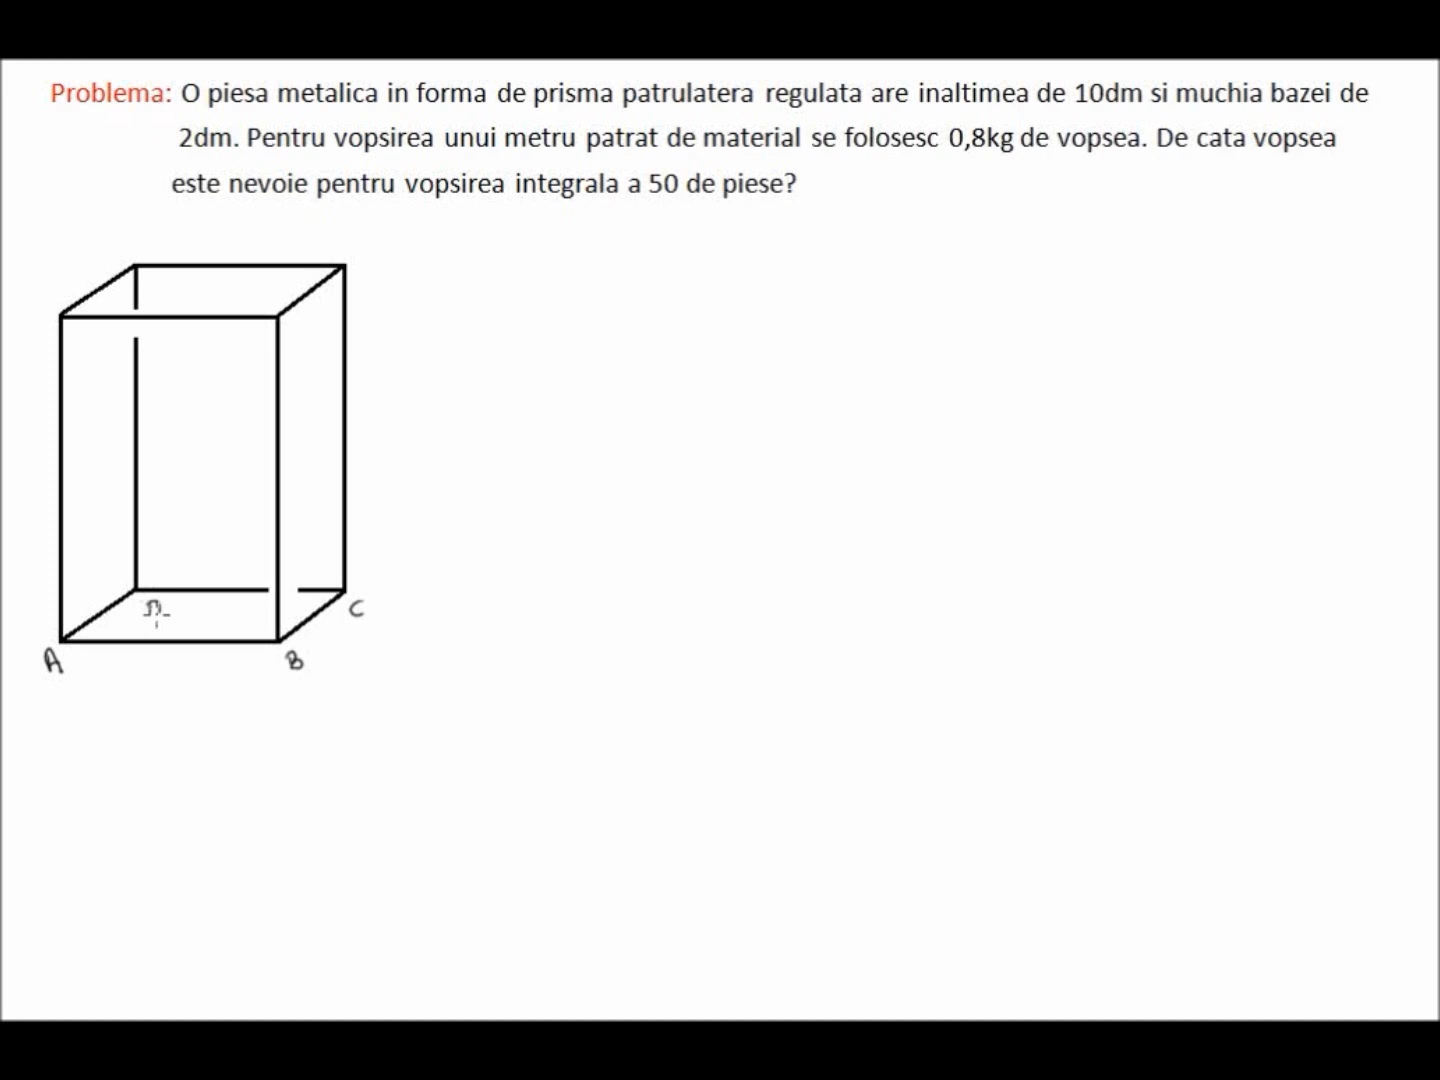 Problema: O piesa metalica in forma de prisma patrulatera regulata are inaltimea de 10dm si muchia bazei de
2dm. Pentru vopsirea unui metru patrat de material se folosesc 0,8kg de vopsea. De cata vopsea
este nevoie pentru vopsirea integrala a 50 de piese?
C
A
B